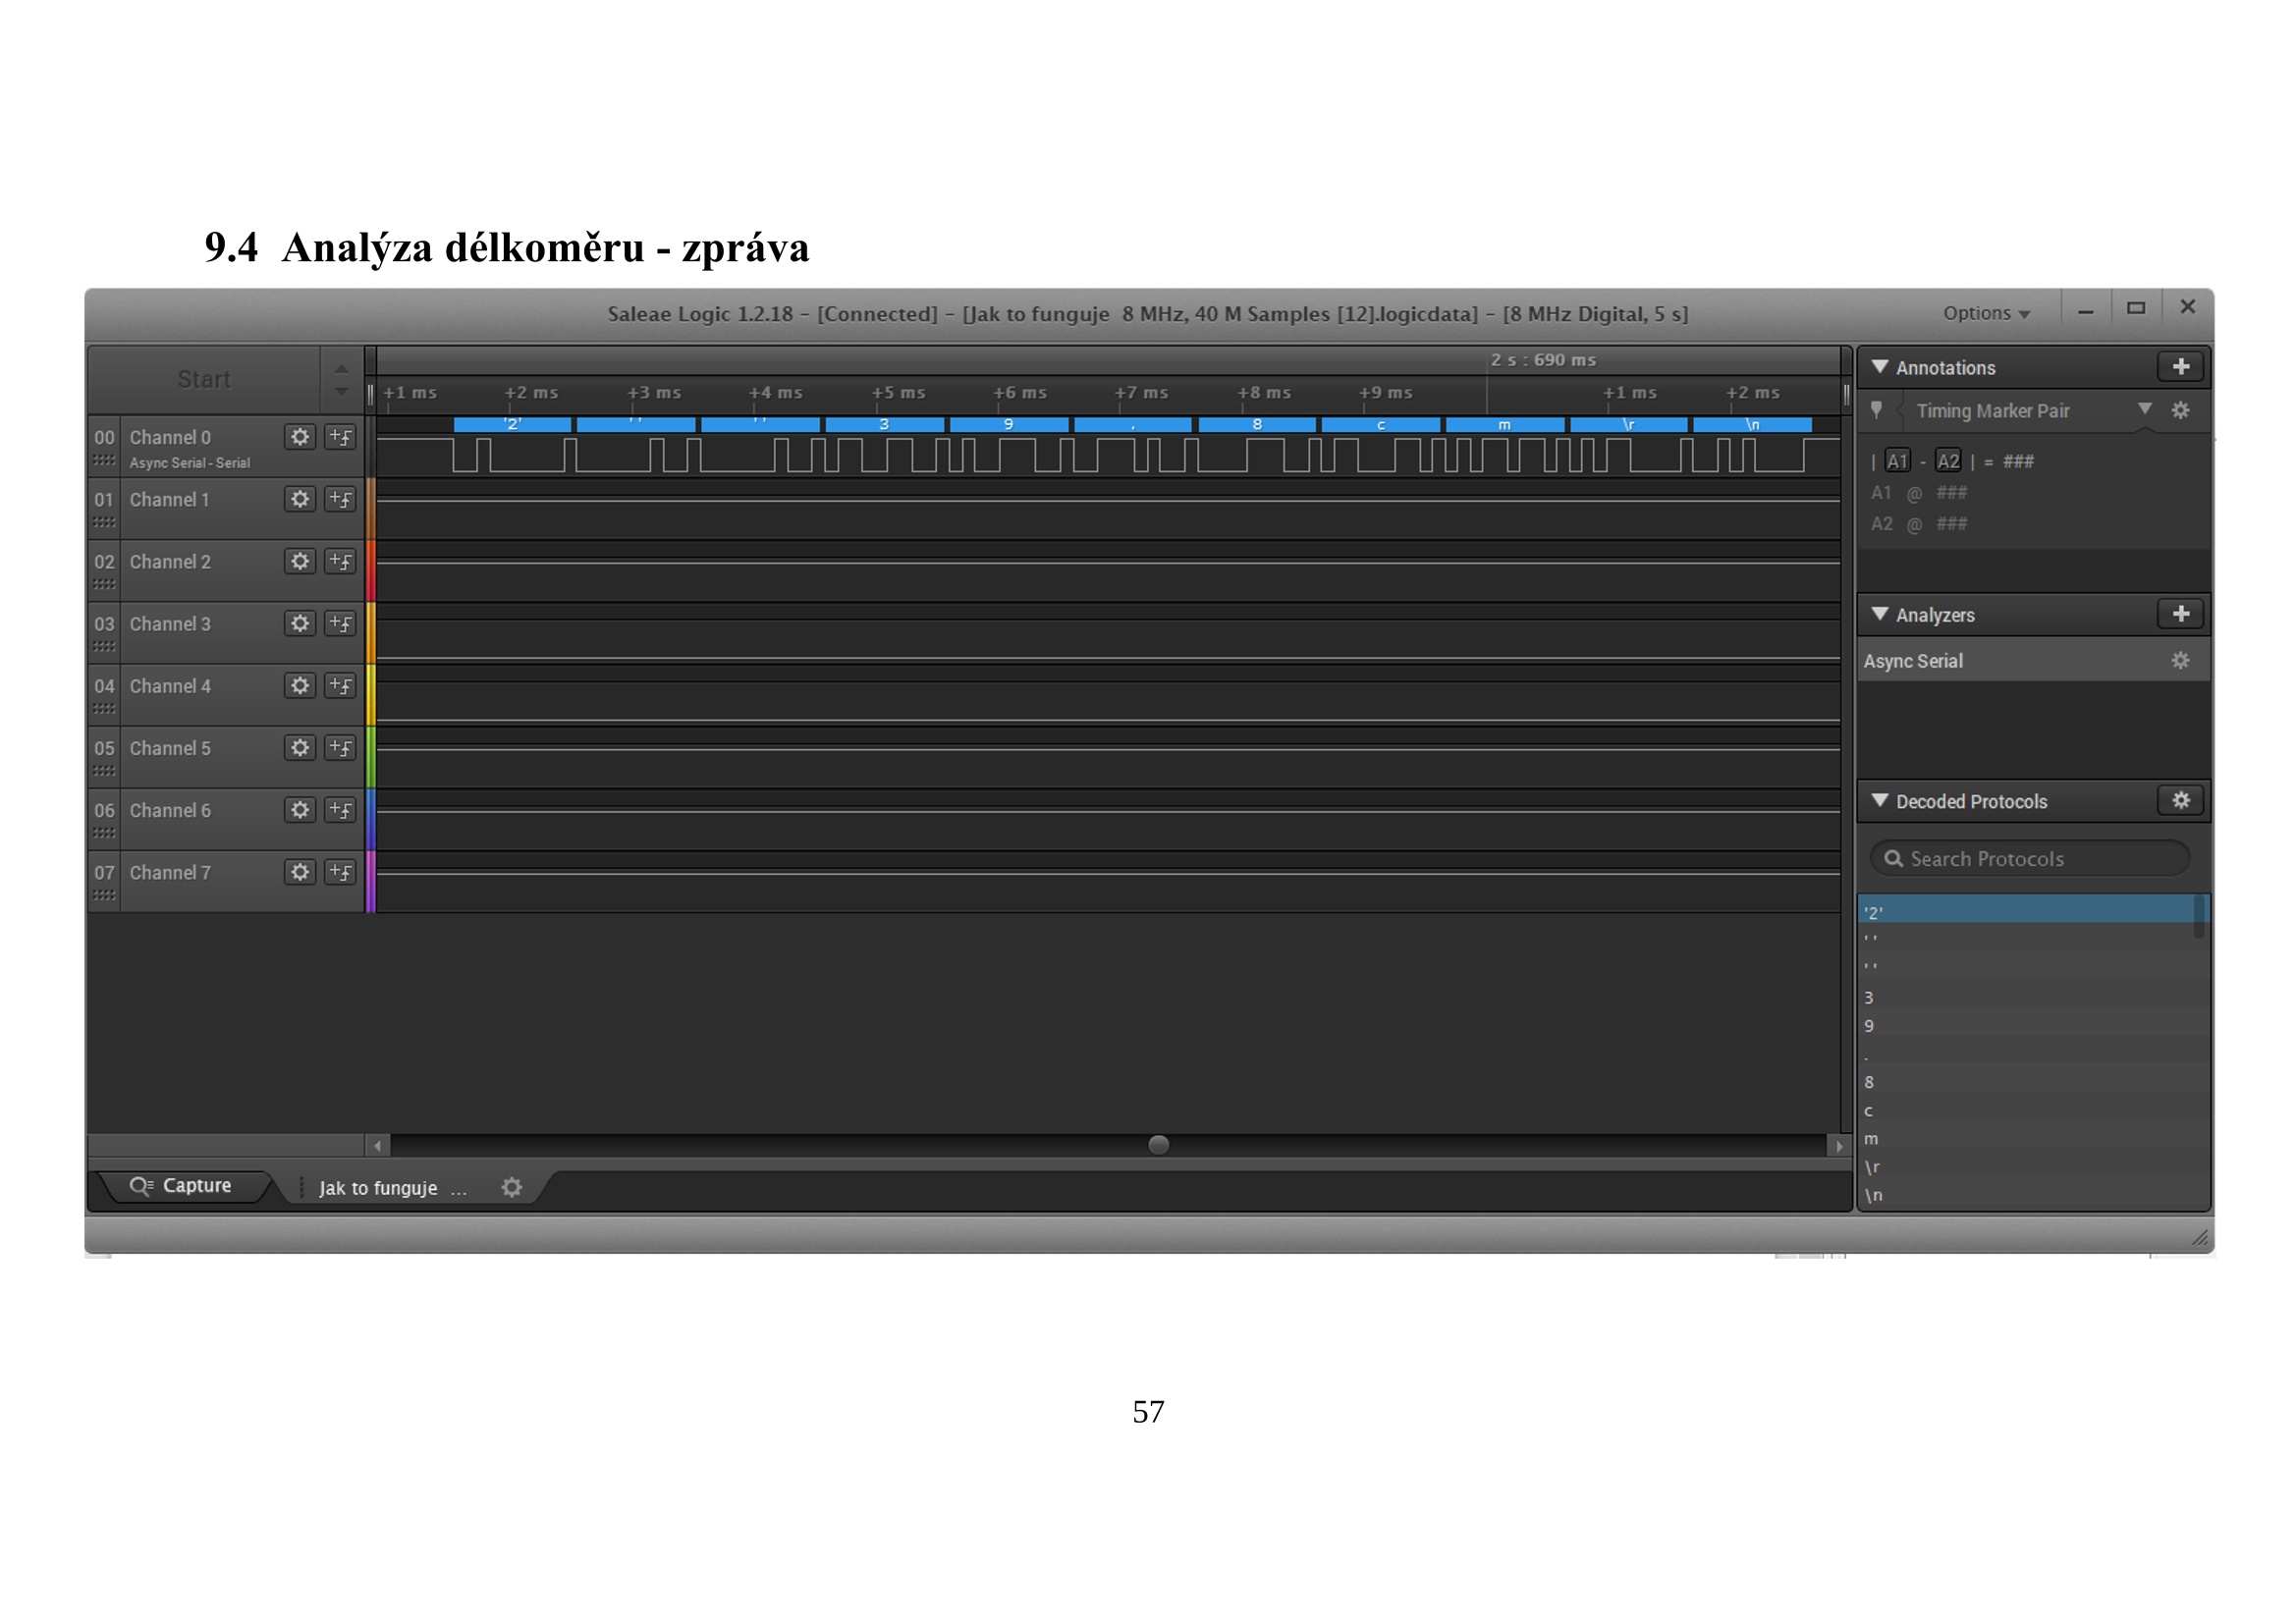 9.4 Analýza délkoměru - zpráva
Saleae Logic 1.2.18 - [Connected] - [Jak to funguje 8 MHz, 40 M Samples [12].logicdata] - [8 MHz Digital, 5 s]
Options
Start
2 s : 690 ms
+1 ms +2 ms +3 ms +4 ms +5 ms +6 ms +7 ms +8 ms +9 ms +1 ms +2 ms
'2' ' ' ' ' 3 9 . 8 c m \r \n
00 Channel 0
Async Serial - Serial
01 Channel 1
02 Channel 2
03 Channel 3
04 Channel 4
05 Channel 5
06 Channel 6
07 Channel 7
Capture
Jak to funguje ...
Annotations
Timing Marker Pair
| A1 - A2 | = ###
A1 @ ###
A2 @ ###
Analyzers
Async Serial
Decoded Protocols
Search Protocols
'2'
' '
' '
3
9
.
8
c
m
\r
\n
57